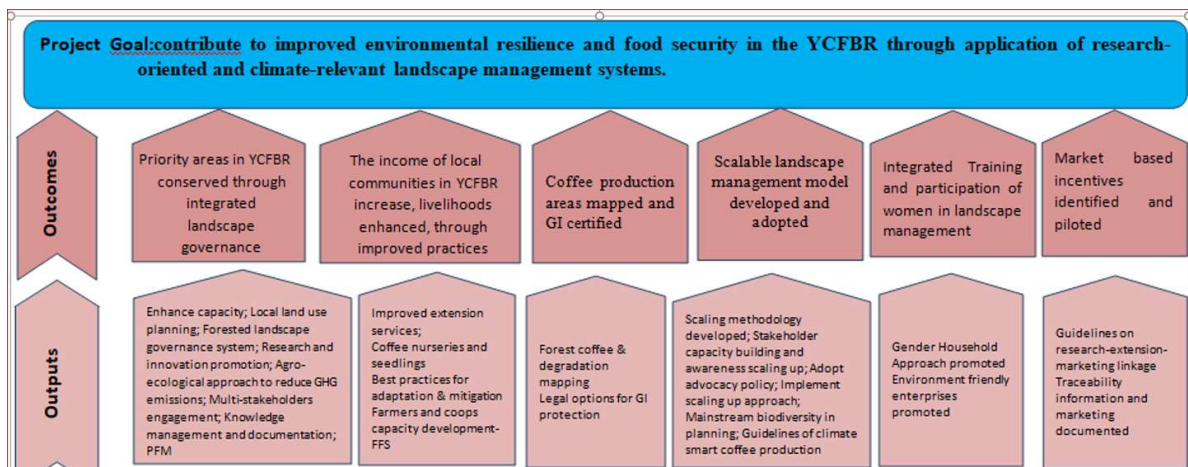 Project Goal:contribute to improved environmental resilience and food security in the YCFBR through application of research-
oriented and climate-relevant landscape management systems.
Outcomes
Priority areas in YCFBR
conserved through
integrated
landscape
governance
The income of local
communities in YCFBR
increase, livelihoods
enhanced, through
improved practices
Coffee production
areas mapped and
GI certified
Scalable landscape
management model
developed and
adopted
Integrated Training
and participation of
women in landscape
management
Market based
incentives
identified and
piloted
Outputs
Enhance capacity; Local land use
planning; Forested landscape
governance system; Research and
innovation promotion; Agro-
ecological approach to reduce GHG
emissions; Multi-stakeholders
engagement; Knowledge
management and documentation;
PFM
Improved extension
services;
Coffee nurseries and
seedlings
Best practices for
adaptation & mitigation
Farmers and coops
capacity development-
FFS
Forest coffee &
degradation
mapping
Legal options for GI
protection
Scaling methodology
developed; Stakeholder
capacity building and
awareness scaling up; Adopt
advocacy policy; Implement
scaling up approach;
Mainstream biodiversity in
planning; Guidelines of climate
smart coffee production
Gender Household
Approach promoted
Environment friendly
enterprises
promoted
Guidelines on
research-extension-
marketing linkage
Traceability
information and
marketing
documented